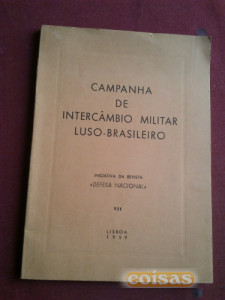 CAMPANHA
DE
INTERCÂMBIO MILITAR
LUSO-BRASILEIRO
INICIATIVA DA REVISTA
«DEFESA NACIONAL»
LISBOA
coisas